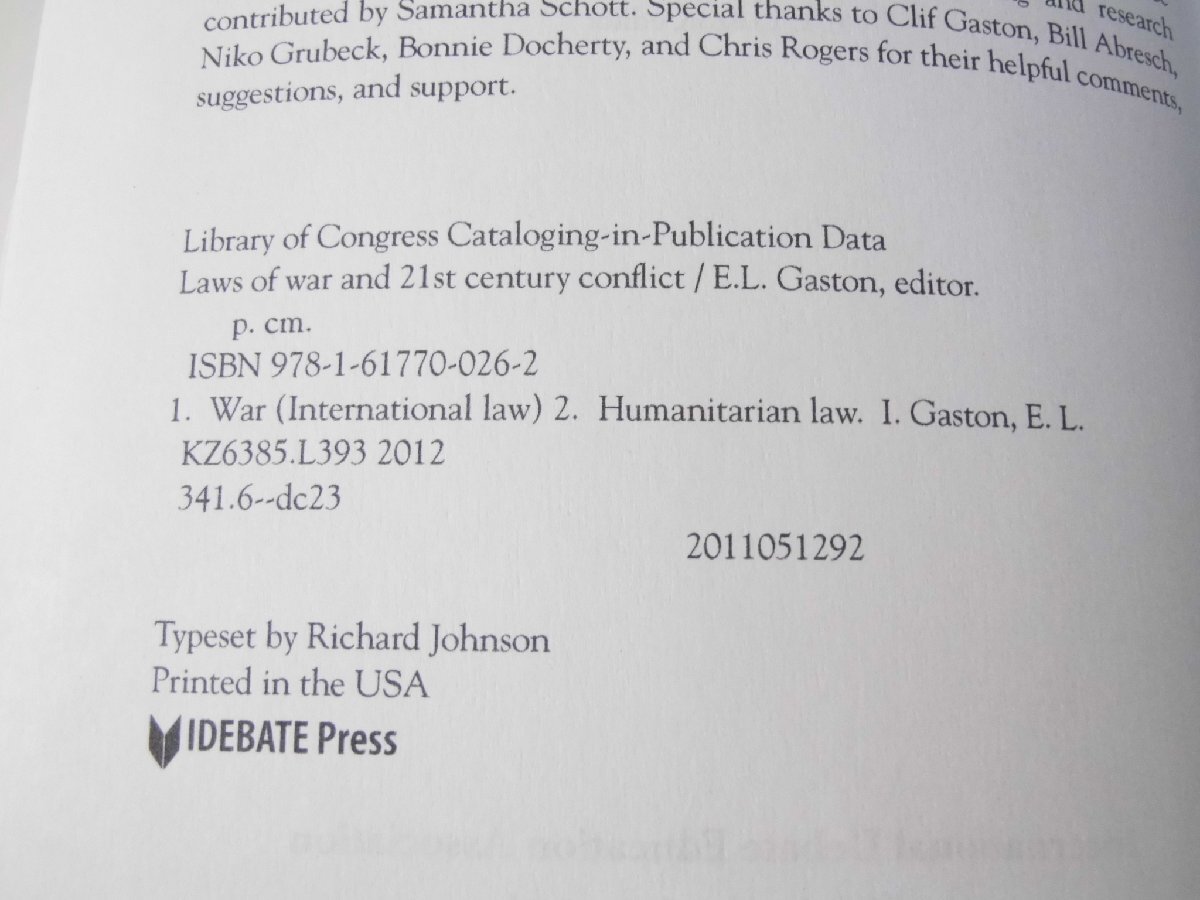 contributed by Samantha Schott. Special thanks to Clif Gaston, Bill Abresch, and research
Niko Grubeck, Bonnie Docherty, and Chris Rogers for their helpful comments,
suggestions, and support.
Library of Congress Cataloging-in-Publication Data
Laws of war and 21st century conflict / E.L. Gaston, editor.
p. cm.
ISBN 978-1-61770-026-2
1. War (International law) 2. Humanitarian law. I. Gaston, E. L.
KZ6385.L393 2012
341.6--dc23
2011051292
Typeset by Richard Johnson
Printed in the USA
IDEBATE Press